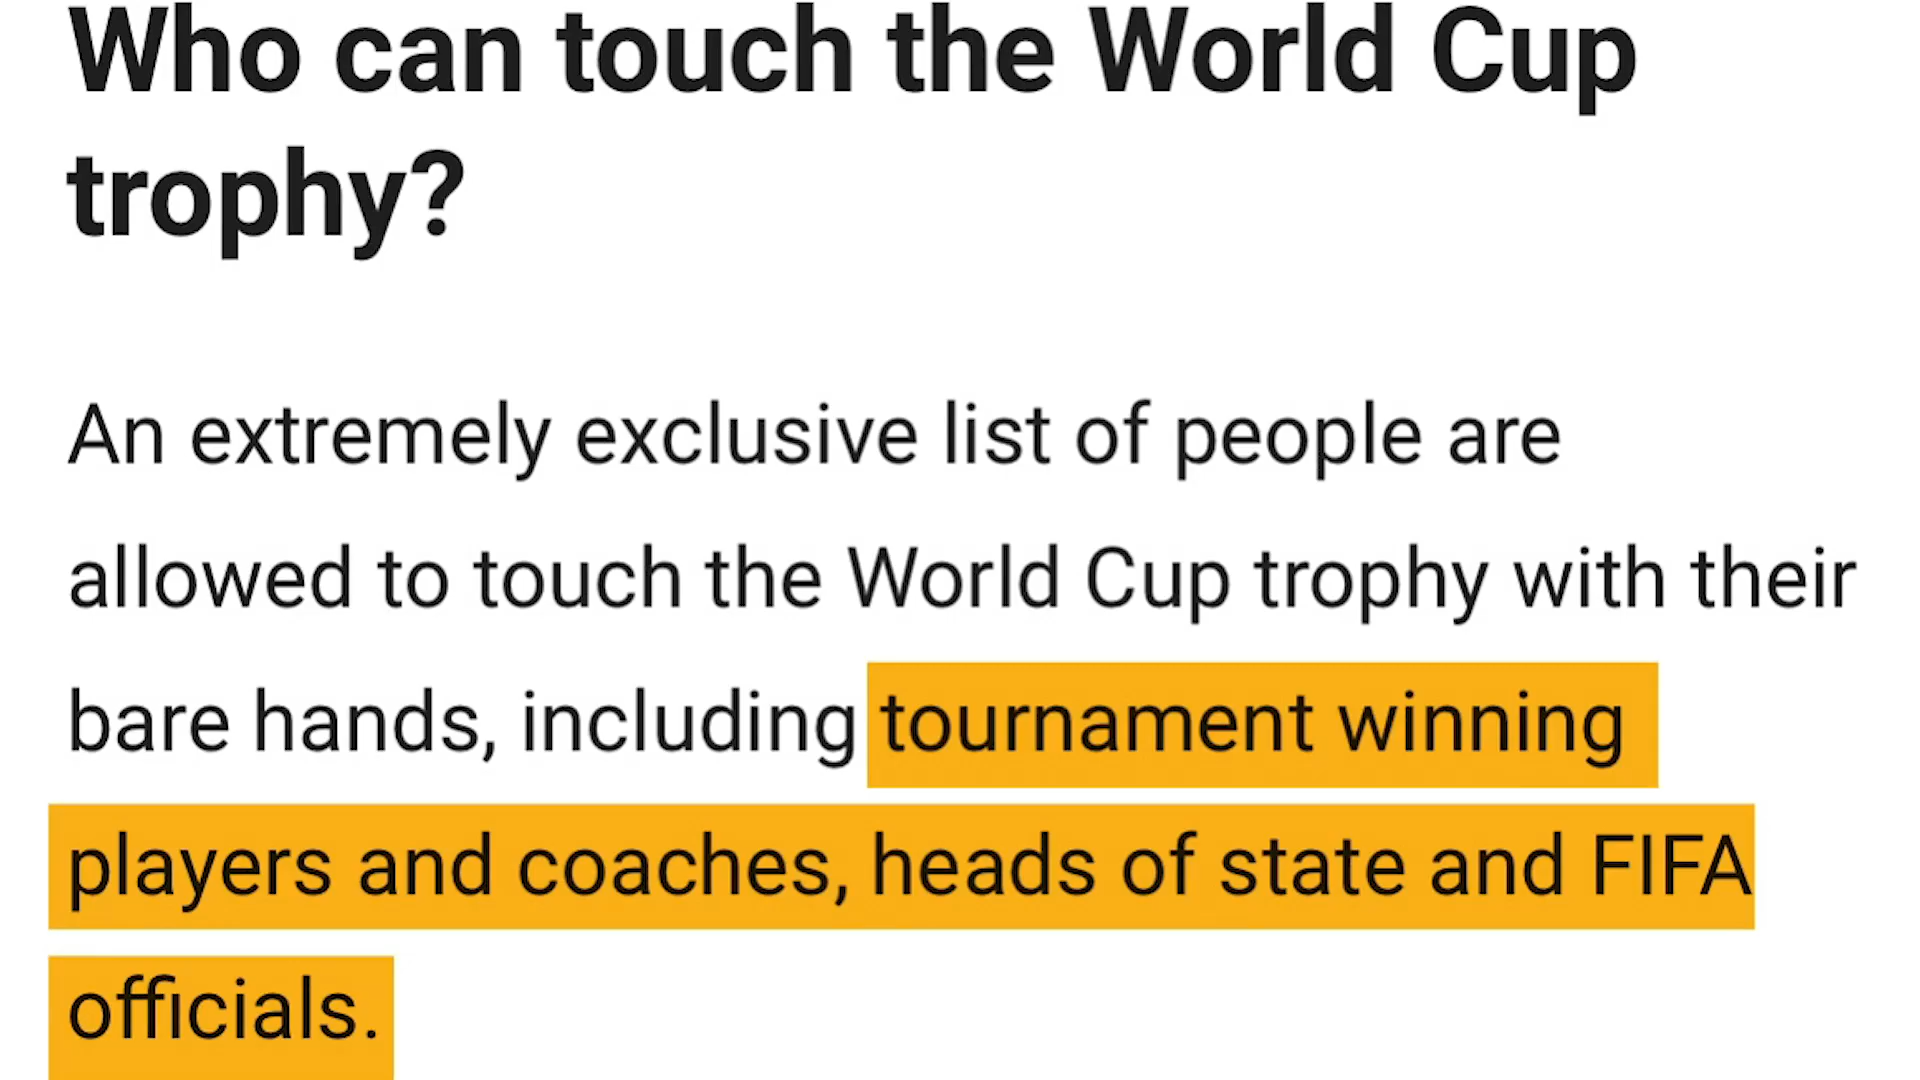 Who can touch the World Cup
trophy?
An extremely exclusive list of people are
allowed to touch the World Cup trophy with their
bare hands, including tournament winning
players and coaches, heads of state and FIFA
officials.